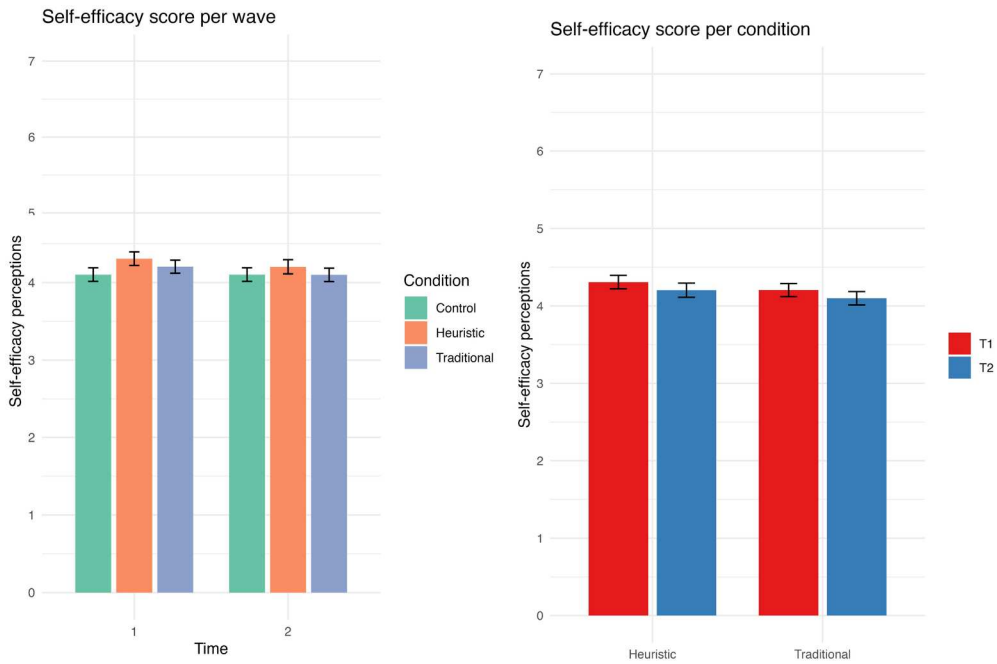 Self-efficacy score per wave
7
6
5
4
3
2
1
0
Self-efficacy perceptions
1
2
Time
Condition
Control
Heuristic
Traditional
Self-efficacy score per condition
7
6
5
4
3
2
1
0
Self-efficacy perceptions
Heuristic
Traditional
T1
T2